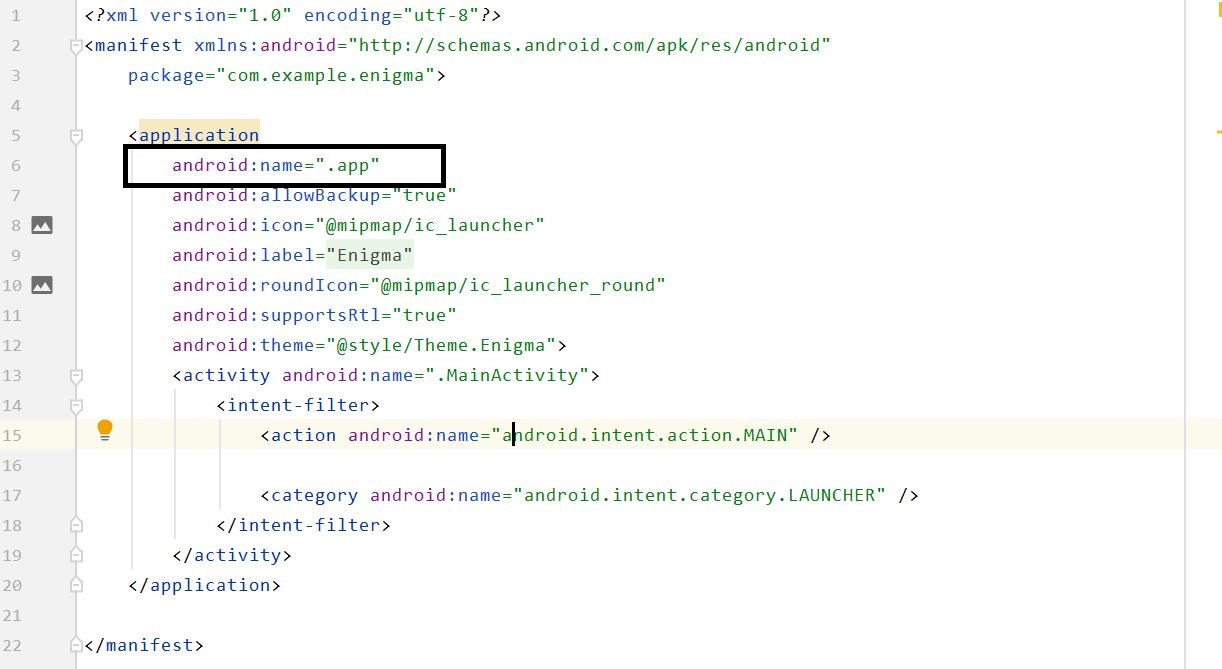 1 <?xml version="1.0" encoding="utf-8"?>
2 <manifest xmlns:android="http://schemas.android.com/apk/res/android"
3     package="com.example.enigma">
4
5     <application
6         android:name=".app"
7         android:allowBackup="true"
8         android:icon="@mipmap/ic_launcher"
9         android:label="Enigma"
10         android:roundIcon="@mipmap/ic_launcher_round"
11         android:supportsRtl="true"
12         android:theme="@style/Theme.Enigma">
13         <activity android:name=".MainActivity">
14             <intent-filter>
15                 <action android:name="android.intent.action.MAIN" />
16
17                 <category android:name="android.intent.category.LAUNCHER" />
18             </intent-filter>
19         </activity>
20     </application>
21
22 </manifest>